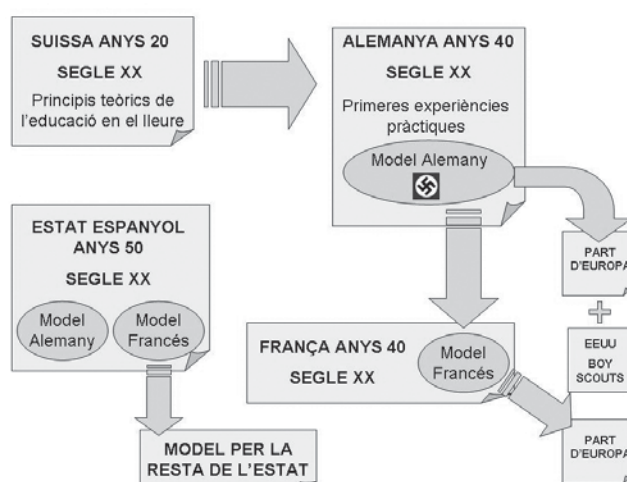 SUISSA ANYS 20
SEGLE XX
Principis teòrics de
l'educació en el lleure
ALEMANYA ANYS 40
SEGLE XX
Primeres experiències
pràctiques
Model Alemany
PART
D'EUROPA
EEUU
BOY
SCOUTS
ESTAT ESPANYOL
ANYS 50
SEGLE XX
Model
Alemany
Model
Francés
FRANÇA ANYS 40
SEGLE XX
Model
Francés
PART
D'EUROPA
MODEL PER LA
RESTA DE L'ESTAT